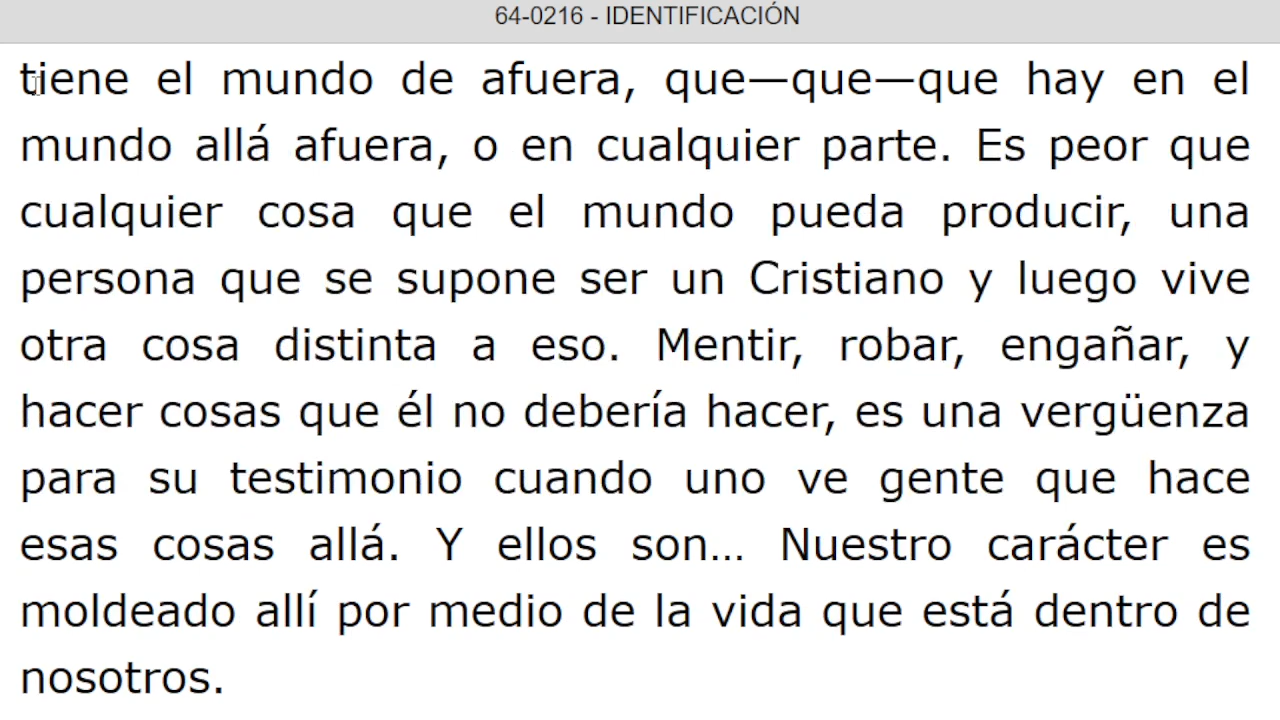 64-0216 - IDENTIFICACIÓN
tiene el mundo de afuera, que—que—que hay en el
mundo allá afuera, o en cualquier parte. Es peor que
cualquier cosa que el mundo pueda producir, una
persona que se supone ser un Cristiano y luego vive
otra cosa distinta a eso. Mentir, robar, engañar, y
hacer cosas que él no debería hacer, es una vergüenza
para su testimonio cuando uno ve gente que hace
esas cosas allá. Y ellos son… Nuestro carácter es
moldeado allí por medio de la vida que está dentro de
nosotros.